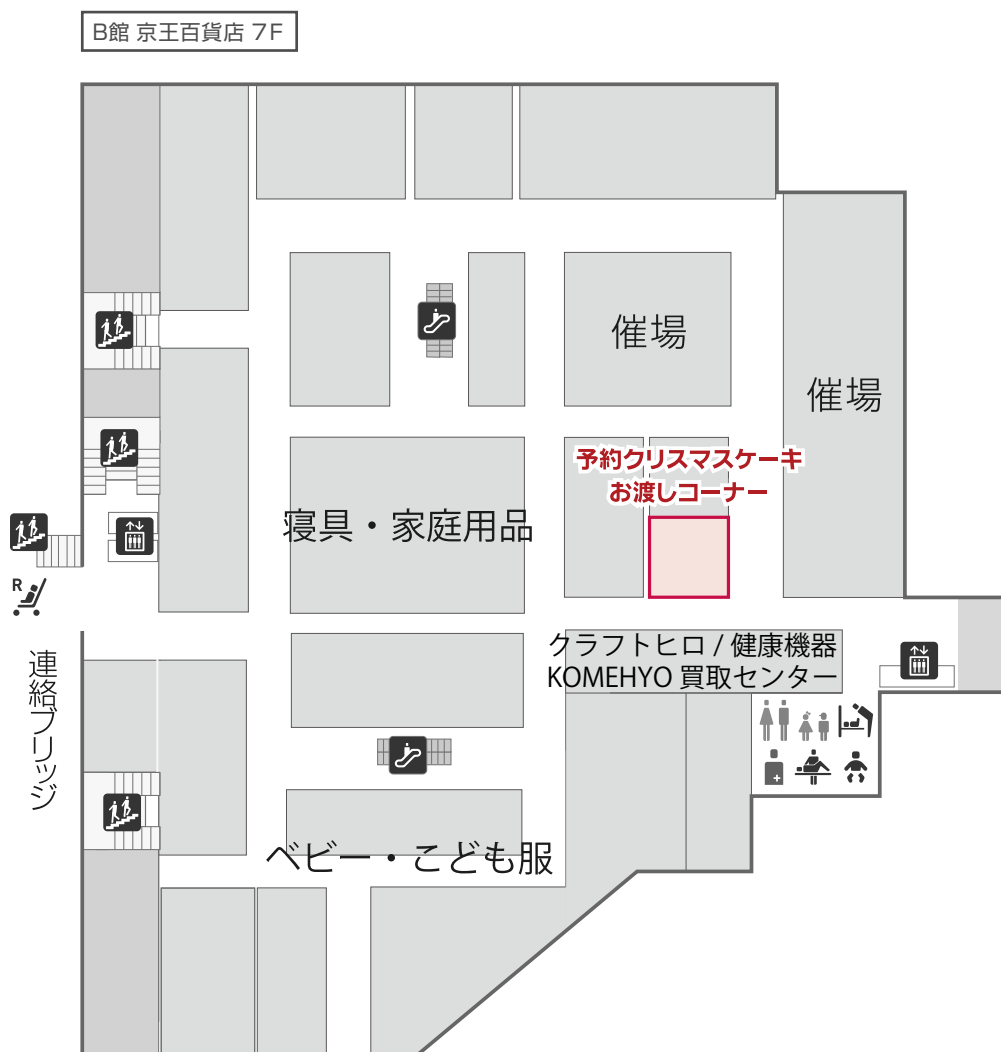 B館 京王百貨店 7F
催場
催場
予約クリスマスケーキ
お渡しコーナー
寝具・家庭用品
R
クラフトヒロ / 健康機器
KOMEHYO 買取センター
連絡ブリッジ
ベビー・こども服